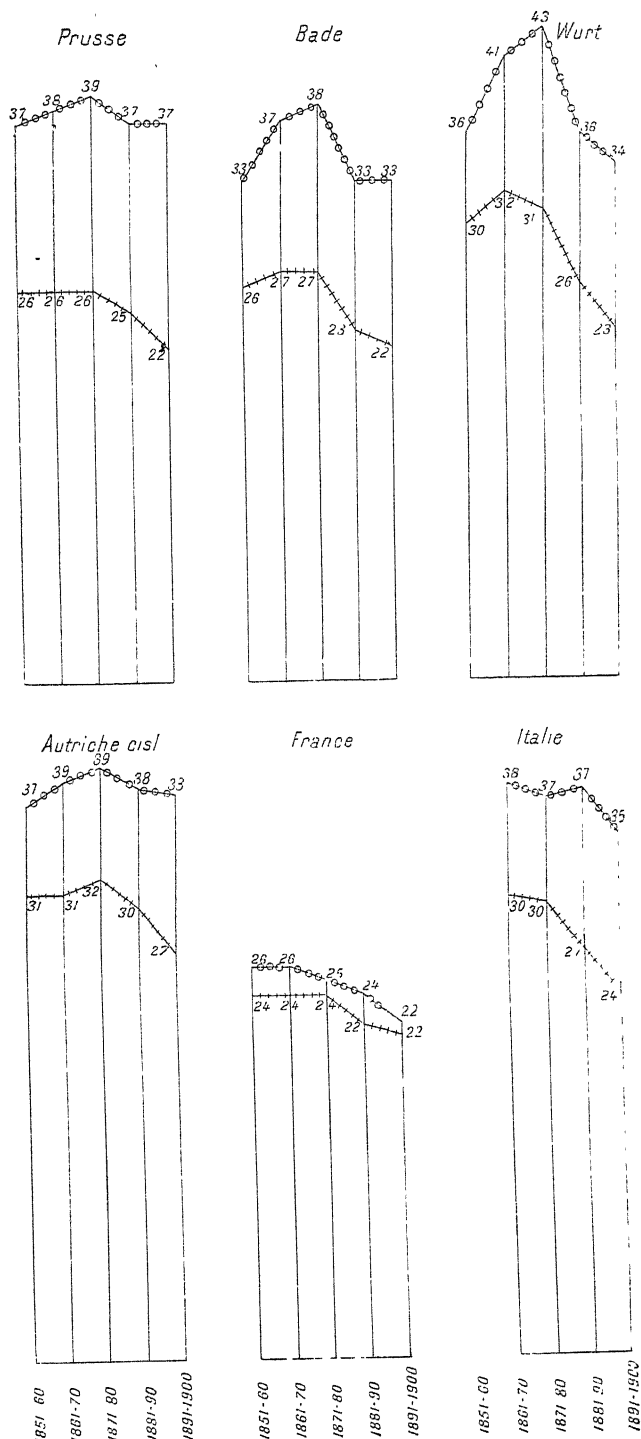 Prusse
37 38 39 37 37
26 26 26 25 22
Bade
33 37 38 33 33
26 27 27 23 22
Wurt
36 41 43 36 34
30 32 31 26 23
Autriche cisl
37 39 39 38 33
31 31 32 30 27
France
26 26 25 24 22
24 24 24 22 22
Italie
38 37 37 35
30 30 27 24
1851-60 1861-70 1871-80 1881-90 1891-1900
1851-60 1861-70 1871-80 1881-90 1891-1900
1851-60 1861-70 1871 80 1881-90 1891-1900